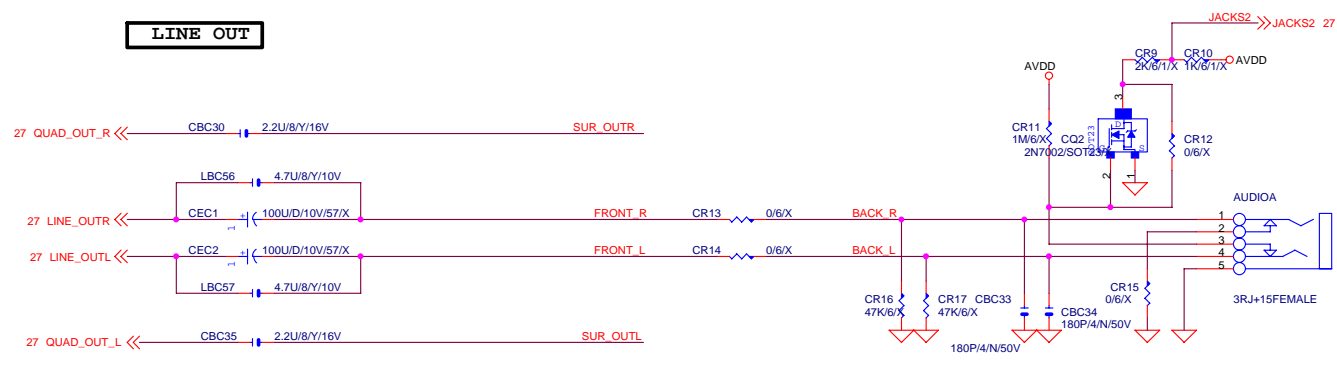 LINE OUT
JACKS2
JACKS2 27
CR9
2K/6/1/X
CR10
1K/6/1/X
AVDD
AVDD
3
CR11
1M/6/X
CQ2
2N7002/SOT23/X
SOT23
D
G
S
2
1
CR12
0/6/X
27 QUAD_OUT_R
CBC30
2.2U/8/Y/16V
SUR_OUTR
LBC56
4.7U/8/Y/10V
27 LINE_OUTR
CEC1
1
+
100U/D/10V/57/X
FRONT_R
CR13
0/6/X
BACK_R
27 LINE_OUTL
CEC2
1
+
100U/D/10V/57/X
FRONT_L
CR14
0/6/X
BACK_L
LBC57
4.7U/8/Y/10V
27 QUAD_OUT_L
CBC35
2.2U/8/Y/16V
SUR_OUTL
CR16
47K/6/X
CR17
47K/6/X
CBC33
180P/4/N/50V
CBC34
180P/4/N/50V
CR15
0/6/X
AUDIOA
1
2
3
4
5
3RJ+15FEMALE